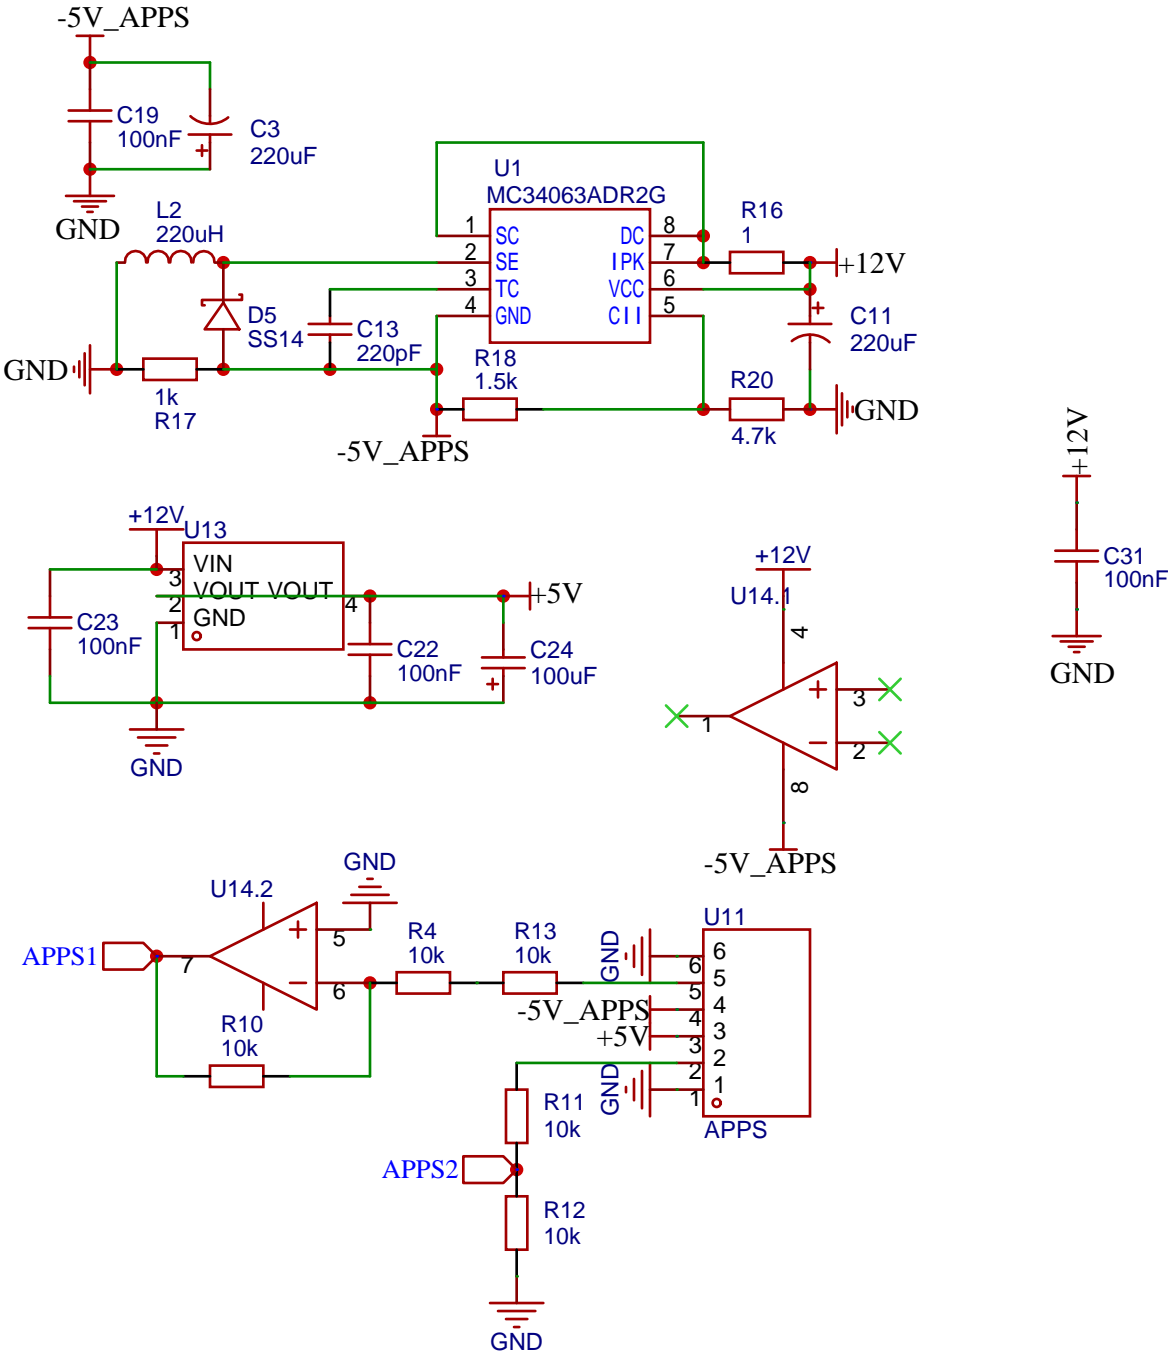 -5V_APPS
C19
100nF
C3
220uF
GND
U1
MC34063ADR2G
1
SC
DC
8
2
SE
IPK
7
3
TC
VCC
6
4
GND
CII
5
L2
220uH
D5
SS14
C13
220pF
GND
1k
R17
R16
1
+12V
C11
220uF
R18
1.5k
R20
4.7k
GND
-5V_APPS
+12V
C31
100nF
GND
+12V
U13
VIN
3
VOUT VOUT
2
4
GND
1
C23
100nF
C22
100nF
C24
100uF
+5V
GND
+12V
U14.1
4
+
3
1
-
2
8
-5V_APPS
GND
U14.2
+
5
APPS1
7
-
6
R4
10k
R13
10k
R10
10k
U11
GND
6
6
5
5
-5V_APPS
4
4
+5V
3
3
2
2
GND
1
1
APPS
R11
10k
APPS2
R12
10k
GND